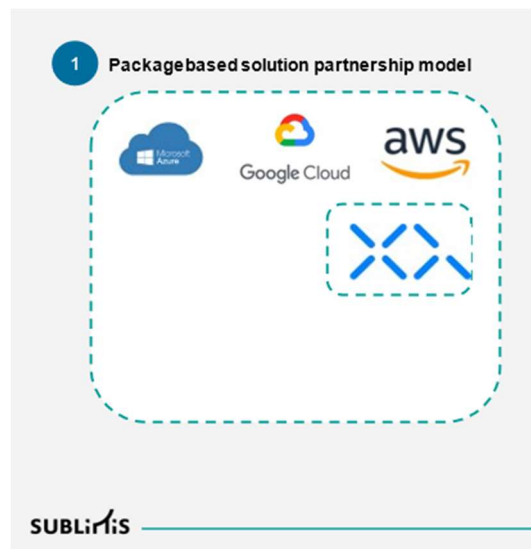 1 Packagebased solution partnership model
Microsoft
Azure
Google Cloud
aws
SUBLiMiS